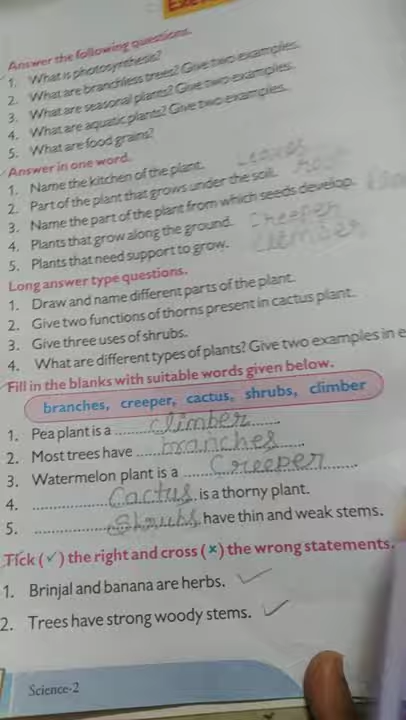 Answer the following questions.
1. What is photosynthesis?
2. What are branchless trees? Give two examples.
3. What are seasonal plants? Give two examples.
4. What are aquatic plants? Give two examples.
5. What are food grains?
Answer in one word.
1. Name the kitchen of the plant. Leaves
2. Part of the plant that grows under the soil.
3. Name the part of the plant from which seeds develop.
4. Plants that grow along the ground. Creeper
5. Plants that need support to grow. climber
Long answer type questions.
1. Draw and name different parts of the plant.
2. Give two functions of thorns present in cactus plant.
3. Give three uses of shrubs.
4. What are different types of plants? Give two examples in e
Fill in the blanks with suitable words given below.
branches, creeper, cactus, shrubs, climber
1. Pea plant is a climber
2. Most trees have branches
3. Watermelon plant is a Creeper
4. Cactus is a thorny plant.
5. Shrubs have thin and weak stems.
Tick (✓) the right and cross (×) the wrong statements.
1. Brinjal and banana are herbs. ✓
2. Trees have strong woody stems. ✓
Science-2